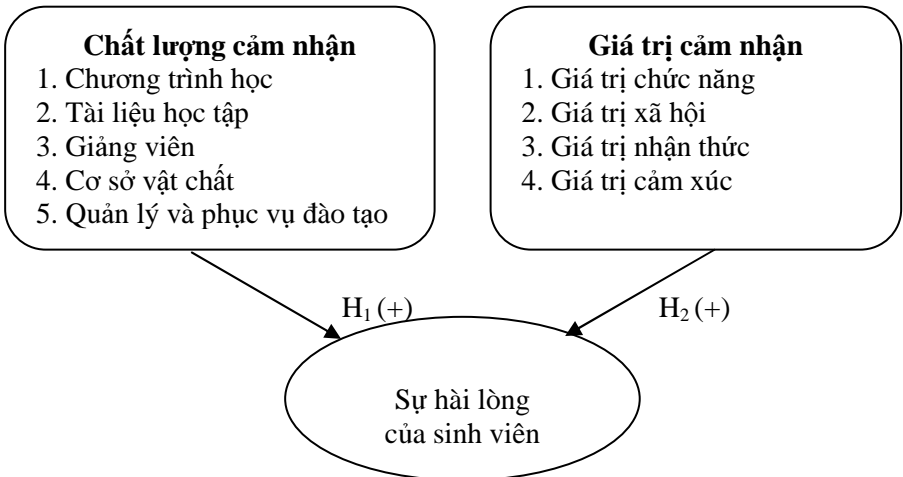 Chất lượng cảm nhận
1. Chương trình học
2. Tài liệu học tập
3. Giảng viên
4. Cơ sở vật chất
5. Quản lý và phục vụ đào tạo
Giá trị cảm nhận
1. Giá trị chức năng
2. Giá trị xã hội
3. Giá trị nhận thức
4. Giá trị cảm xúc
H₁ (+)
H₂ (+)
Sự hài lòng
của sinh viên